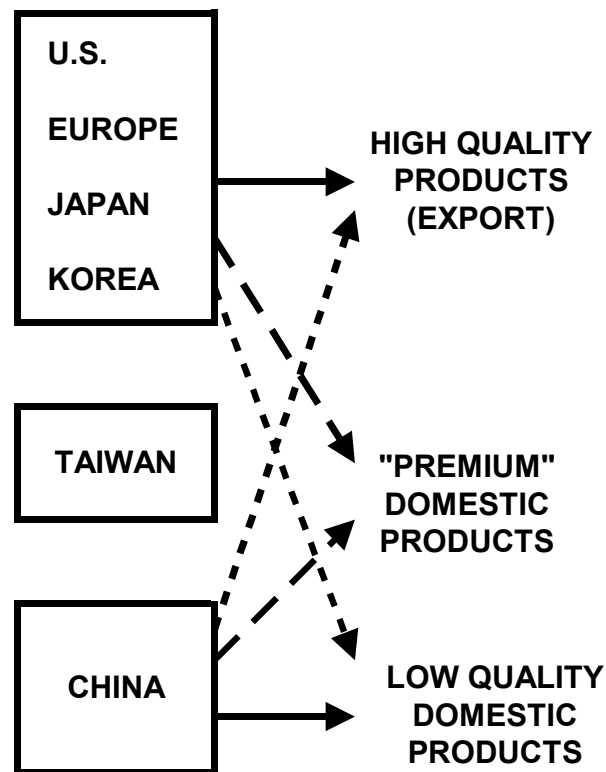 U.S.
EUROPE
JAPAN
KOREA
HIGH QUALITY
PRODUCTS
(EXPORT)
TAIWAN
"PREMIUM"
DOMESTIC
PRODUCTS
CHINA
LOW QUALITY
DOMESTIC
PRODUCTS